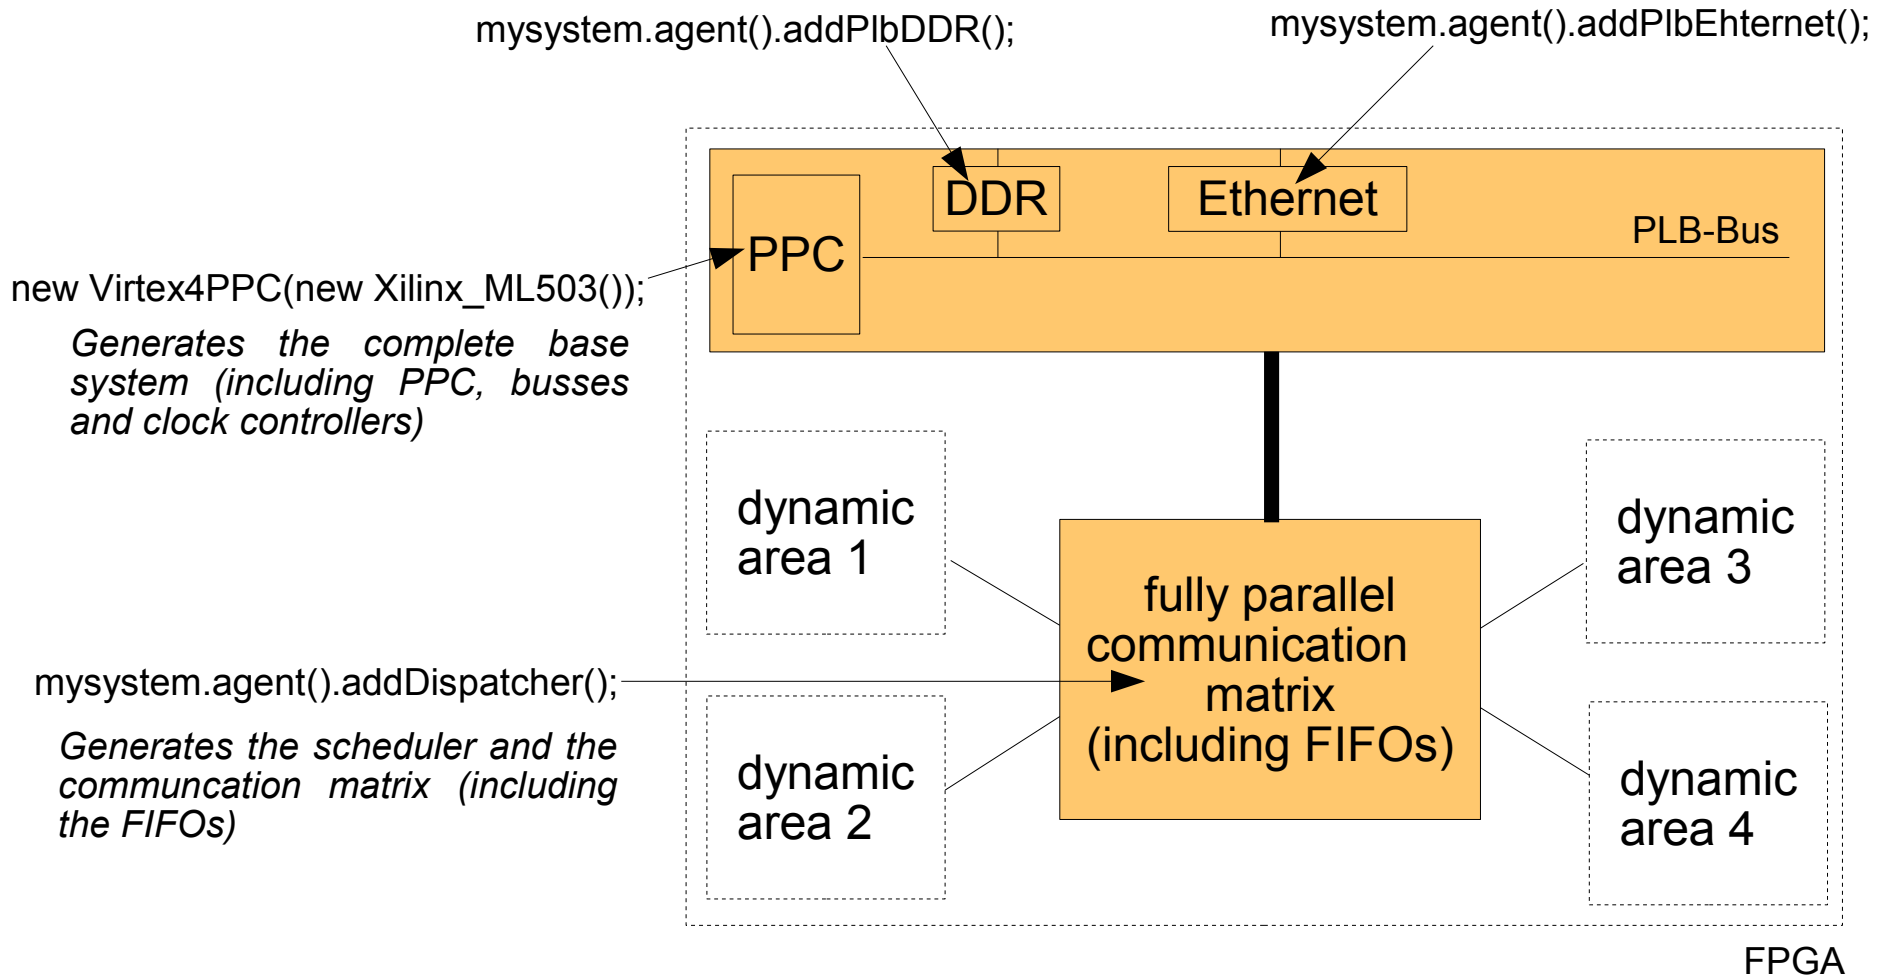 mysystem.agent().addPlbDDR();
mysystem.agent().addPlbEhternet();
DDR
Ethernet
PLB-Bus
PPC
new Virtex4PPC(new Xilinx_ML503());
Generates the complete base
system (including PPC, busses
and clock controllers)
dynamic
area 1
dynamic
area 3
fully parallel
communication
matrix
(including FIFOs)
mysystem.agent().addDispatcher();
Generates the scheduler and the
communcation matrix (including
the FIFOs)
dynamic
area 2
dynamic
area 4
FPGA